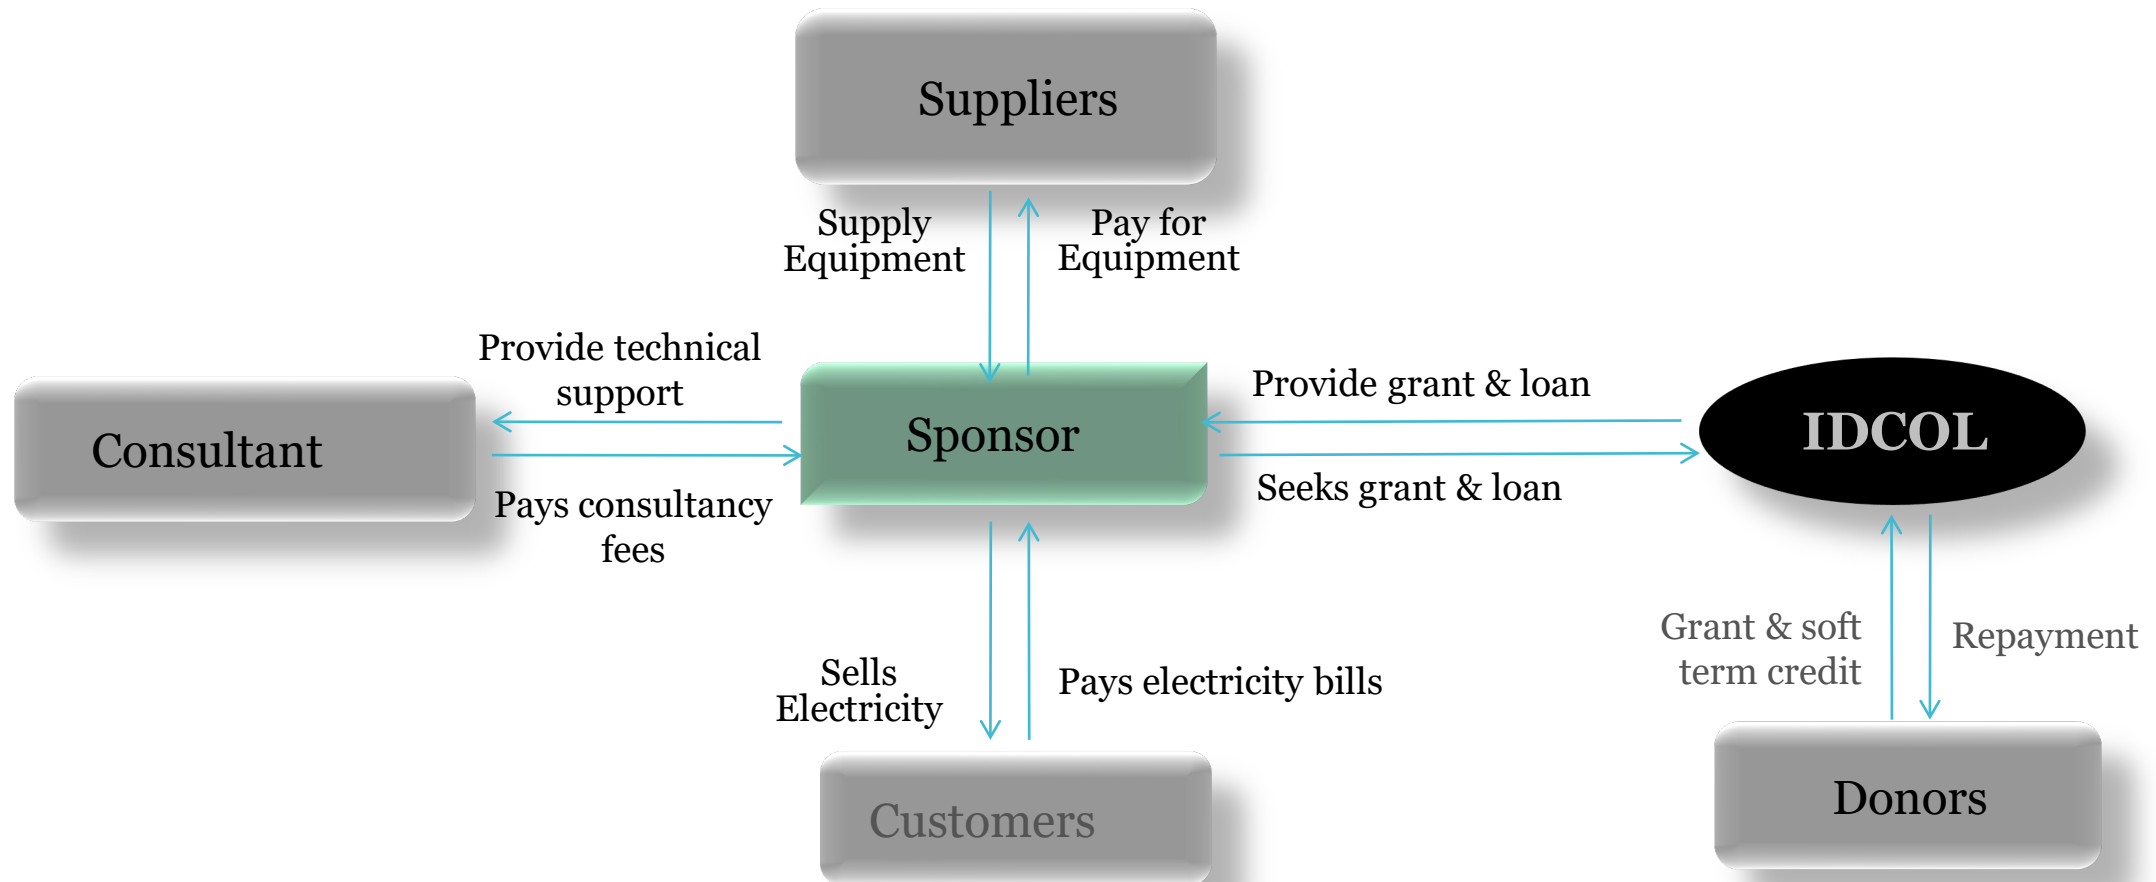 Suppliers
Supply
Equipment
Pay for
Equipment
Provide technical
support
Provide grant & loan
Consultant
Sponsor
IDCOL
Pays consultancy
fees
Seeks grant & loan
Sells
Electricity
Pays electricity bills
Grant & soft
term credit
Repayment
Customers
Donors